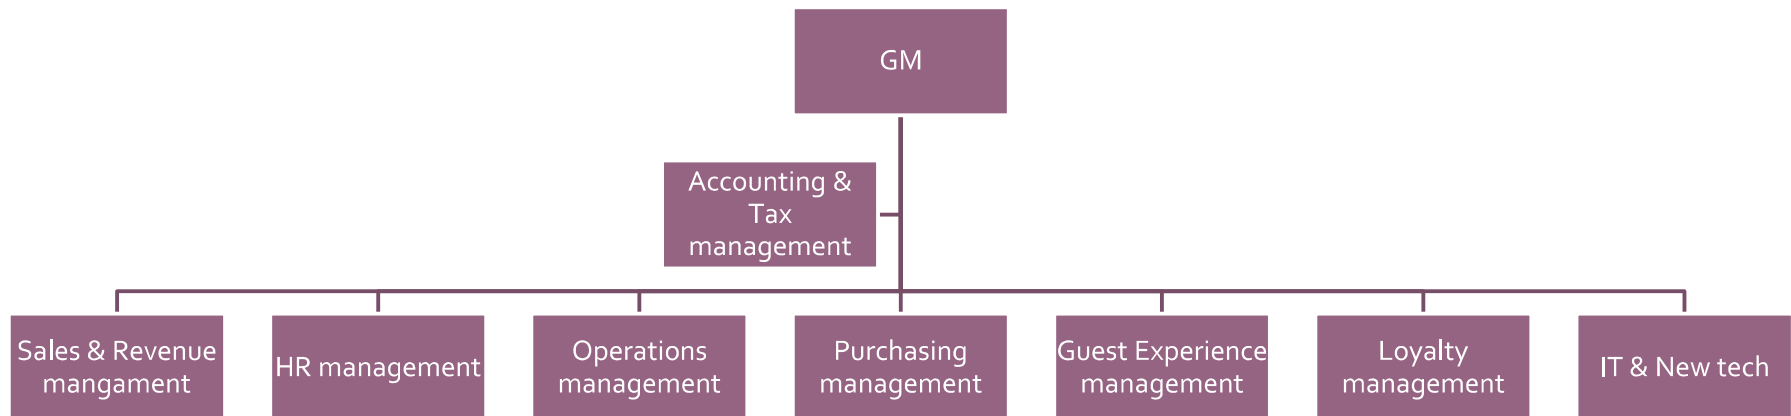 GM
Accounting &
Tax
management
Sales & Revenue
mangament
HR management
Operations
management
Purchasing
management
Guest Experience
management
Loyalty
management
IT & New tech